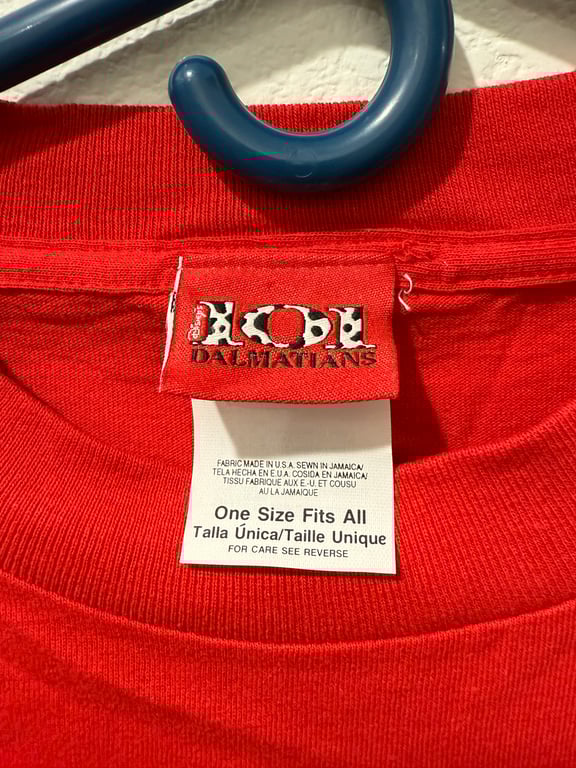 Disney's
101
DALMATIANS
FABRIC MADE IN U.S.A. SEWN IN JAMAICA/
TELA HECHA EN E.U.A. COSIDA EN JAMAICA/
TISSU FABRIQUE AUX E.-U. ET COUSU
AU LA JAMAIQUE
One Size Fits All
Talla Única/Taille Unique
FOR CARE SEE REVERSE